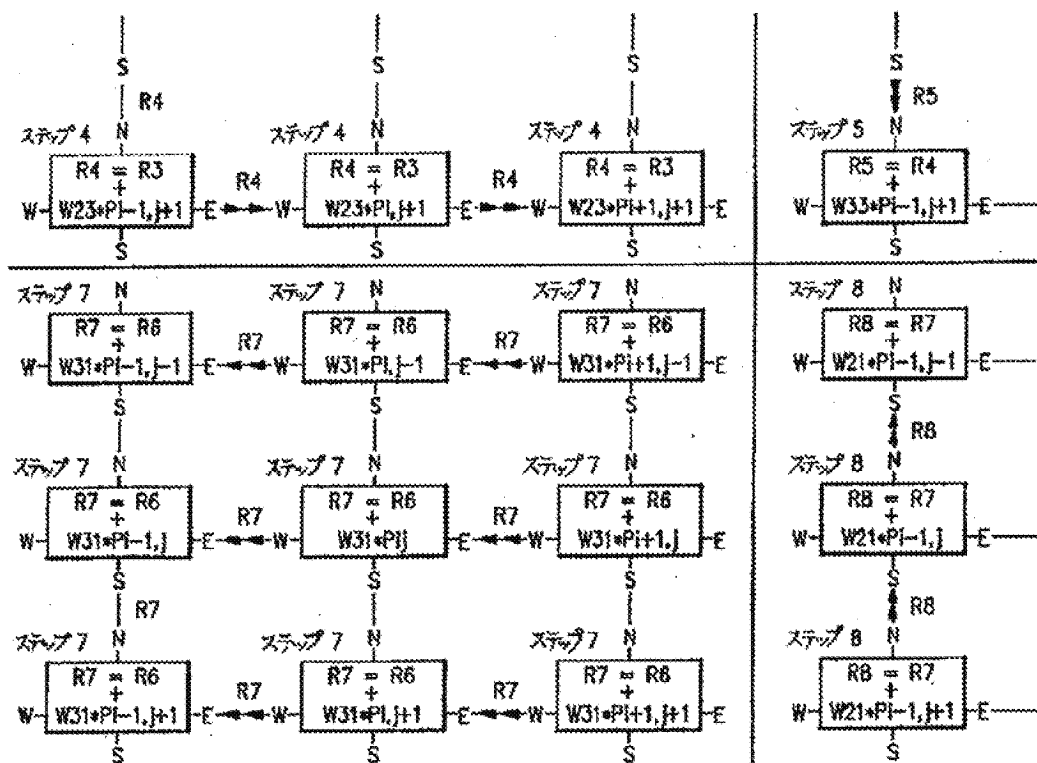 S S S S
R4 R5
ステップ 4 N ステップ 4 N ステップ 4 N ステップ 5 N
R4 = R3 R4 = R3 R4 = R3 R5 = R4
+ R4 + R4 + +
W W23*Pi-1,j+1 E W W23*Pi,j+1 E W W23*Pi+1,j+1 E W W33*Pi-1,j+1 E
S S S S
ステップ 7 N ステップ 7 N ステップ 7 N ステップ 8 N
R7 = R6 R7 = R6 R7 = R6 R8 = R7
+ R7 + R7 + +
W W31*Pi-1,j-1 E W W31*Pi,j-1 E W W31*Pi+1,j-1 E W W21*Pi-1,j-1 E
S S S S
R8
ステップ 7 N ステップ 7 N ステップ 7 N ステップ 8 N
R7 = R6 R7 = R6 R7 = R6 R8 = R7
+ R7 + R7 + +
W W31*Pi-1,j E W W31*Pij E W W31*Pi+1,j E W W21*Pi-1,j E
S S S S
R7 R8
ステップ 7 N ステップ 7 N ステップ 7 N ステップ 8 N
R7 = R6 R7 = R6 R7 = R6 R8 = R7
+ R7 + R7 + +
W W31*Pi-1,j+1 E W W31*Pi,j+1 E W W31*Pi+1,j+1 E W W21*Pi-1,j+1 E
S S S S